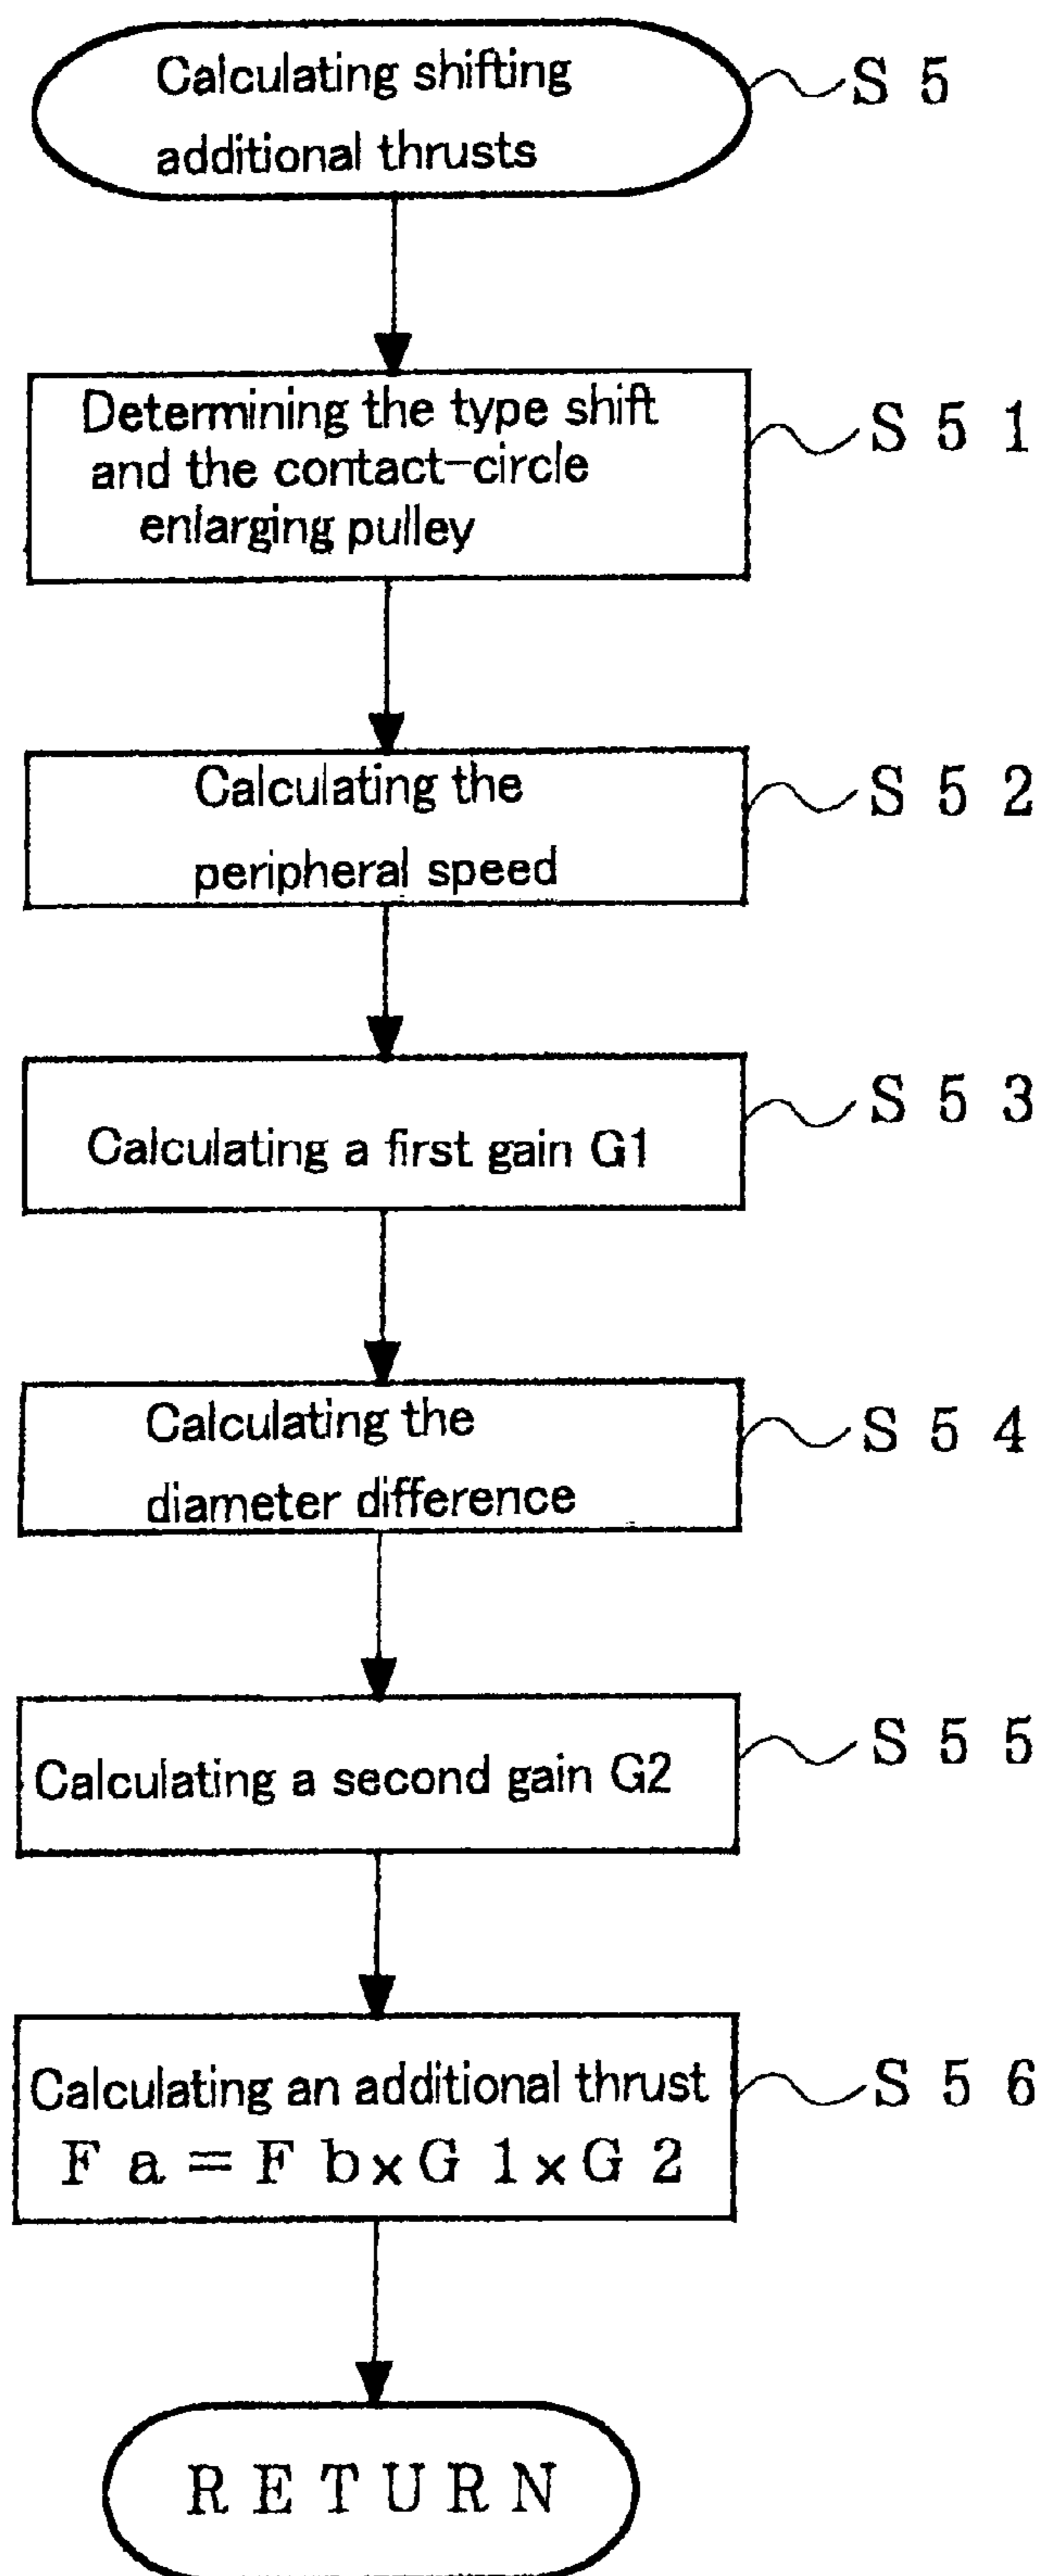 Calculating shifting
additional thrusts
S 5
Determining the type shift
and the contact-circle
enlarging pulley
S 5 1
Calculating the
peripheral speed
S 5 2
Calculating a first gain G1
S 5 3
Calculating the
diameter difference
S 5 4
Calculating a second gain G2
S 5 5
Calculating an additional thrust
F a = F b x G 1 x G 2
S 5 6
R E T U R N